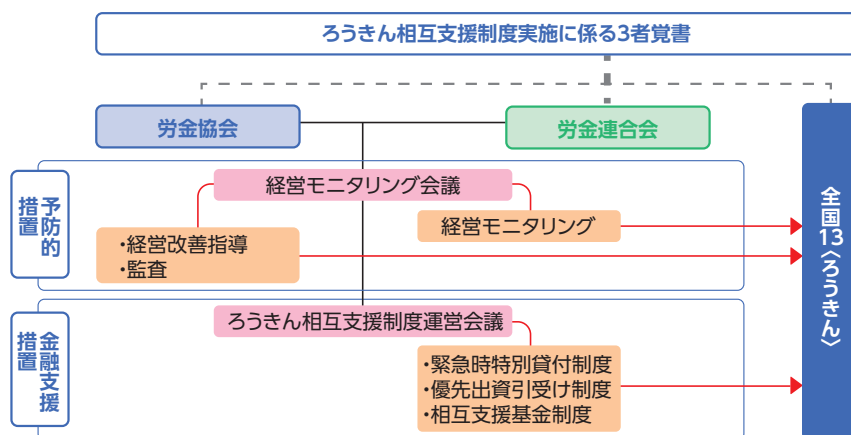 ろうきん相互支援制度実施に係る3者覚書
労金協会
労金連合会
予防的
措置
経営モニタリング会議
経営モニタリング
・経営改善指導
・監査
全国13〈ろうきん〉
金融支援
措置
ろうきん相互支援制度運営会議
・緊急時特別貸付制度
・優先出資引受け制度
・相互支援基金制度